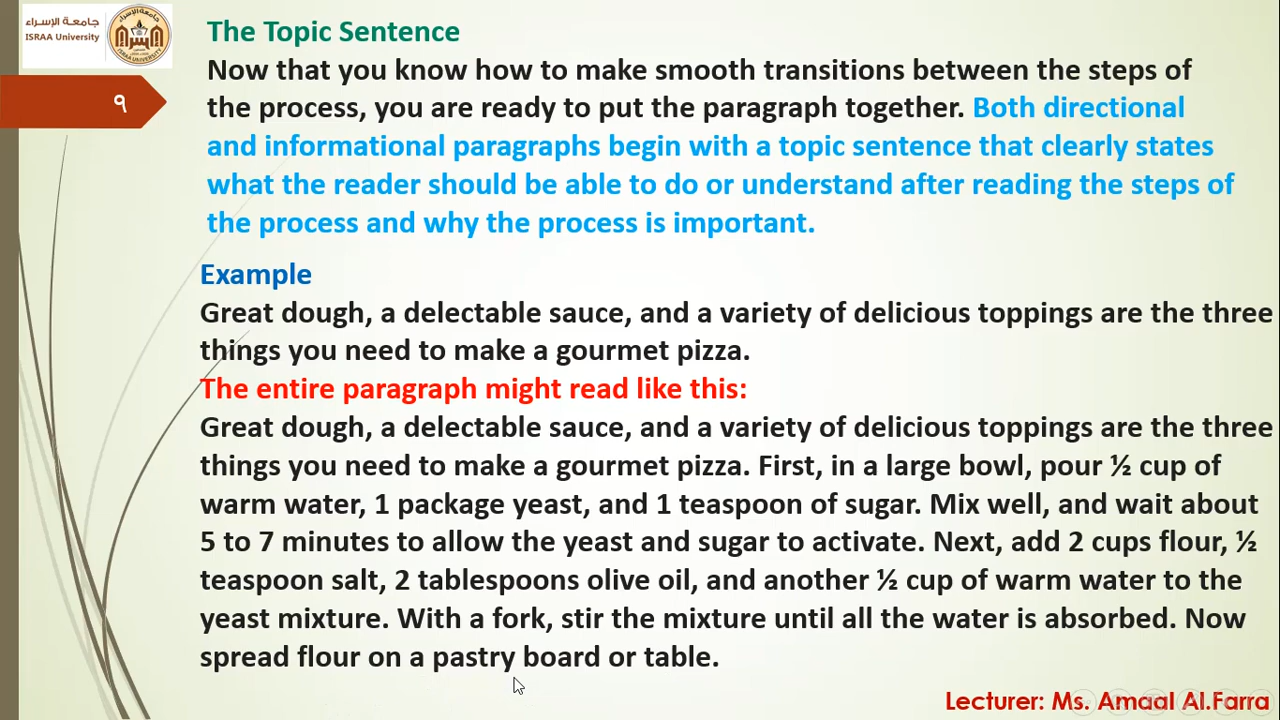 جامعة الإسراء
ISRAA University
٩
The Topic Sentence
Now that you know how to make smooth transitions between the steps of
the process, you are ready to put the paragraph together. Both directional
and informational paragraphs begin with a topic sentence that clearly states
what the reader should be able to do or understand after reading the steps of
the process and why the process is important.
Example
Great dough, a delectable sauce, and a variety of delicious toppings are the three
things you need to make a gourmet pizza.
The entire paragraph might read like this:
Great dough, a delectable sauce, and a variety of delicious toppings are the three
things you need to make a gourmet pizza. First, in a large bowl, pour ½ cup of
warm water, 1 package yeast, and 1 teaspoon of sugar. Mix well, and wait about
5 to 7 minutes to allow the yeast and sugar to activate. Next, add 2 cups flour, ½
teaspoon salt, 2 tablespoons olive oil, and another ½ cup of warm water to the
yeast mixture. With a fork, stir the mixture until all the water is absorbed. Now
spread flour on a pastry board or table.
Lecturer: Ms. Amaal Al.Farra